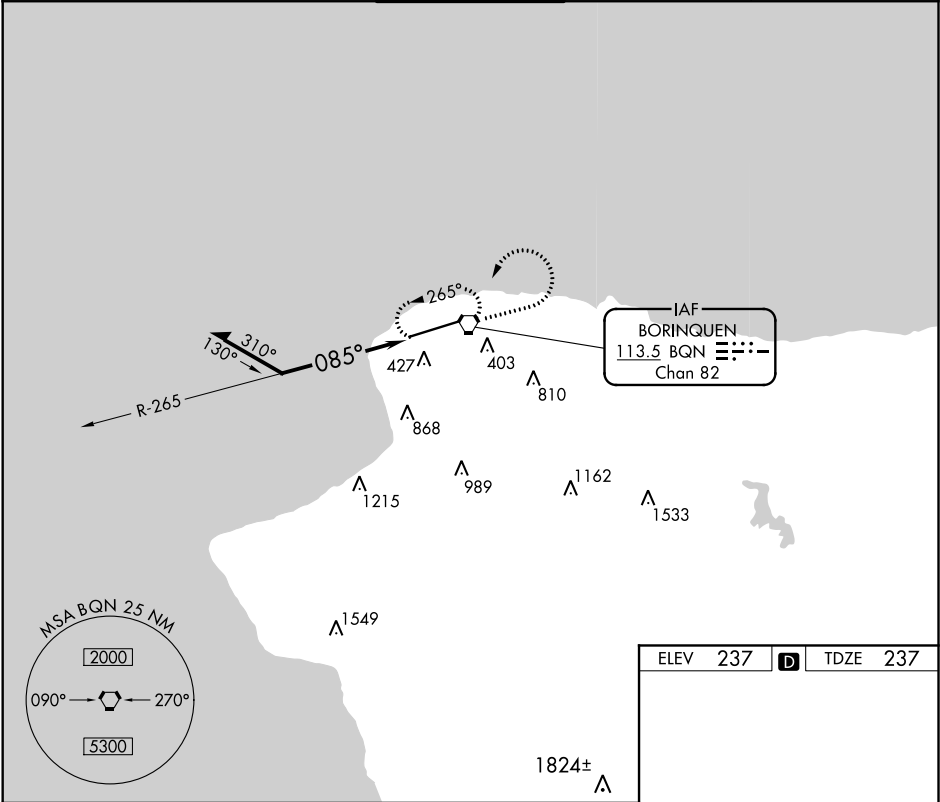 265°
IAF
BORINQUEN
113.5 BQN
Chan 82
310°
130°
085°
427
403
810
R-265
868
989
1162
1215
1533
MSA BQN 25 NM
2000
090°
270°
5300
1549
ELEV 237 D TDZE 237
1824±